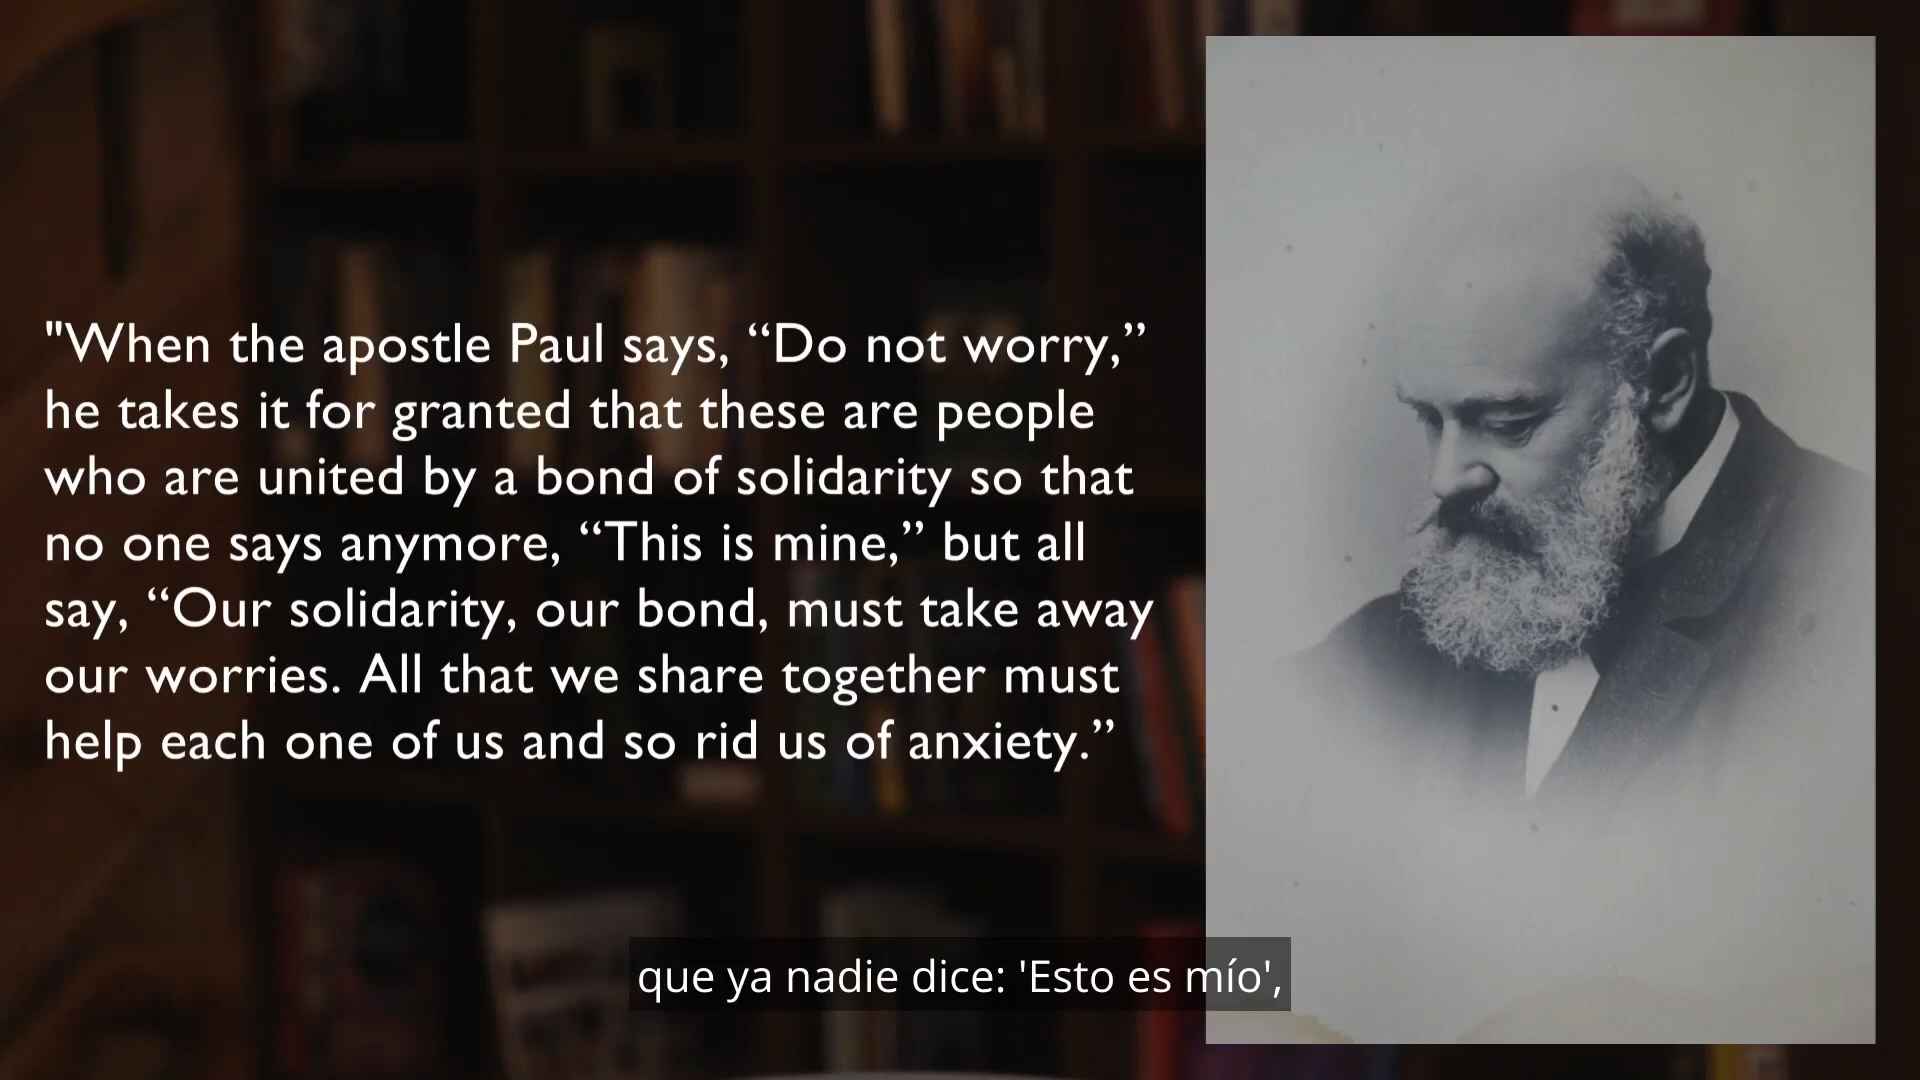 "When the apostle Paul says, “Do not worry,”
he takes it for granted that these are people
who are united by a bond of solidarity so that
no one says anymore, “This is mine,” but all
say, “Our solidarity, our bond, must take away
our worries. All that we share together must
help each one of us and so rid us of anxiety.”
que ya nadie dice: 'Esto es mío',